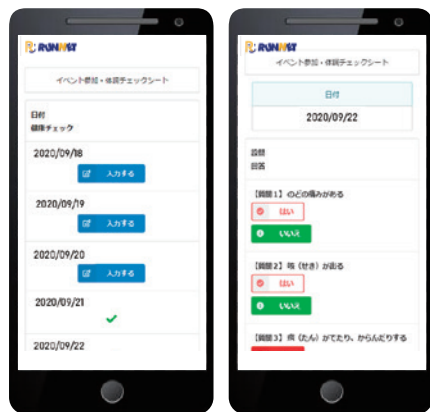 RUNNET
イベント参加・体調チェックシート
日付
健康チェック
2020/09/18
入力する
2020/09/19
入力する
2020/09/20
入力する
2020/09/21
2020/09/22
RUNNET
イベント参加・体調チェックシート
日付
2020/09/22
設問
回答
【質問1】のどの痛みがある
はい
いいえ
【質問2】咳（せき）が出る
はい
いいえ
【質問3】痰（たん）がでたり、からんだりする